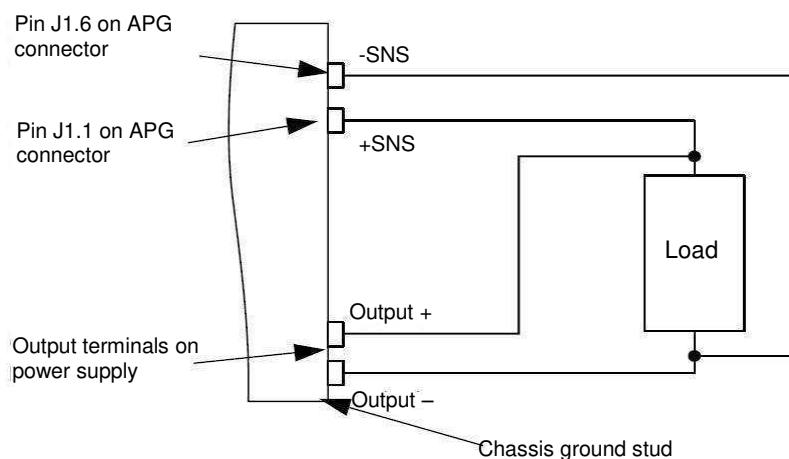 Pin J1.6 on APG
connector
-SNS
Pin J1.1 on APG
connector
+SNS
Load
Output +
Output terminals on
power supply
Output –
Chassis ground stud